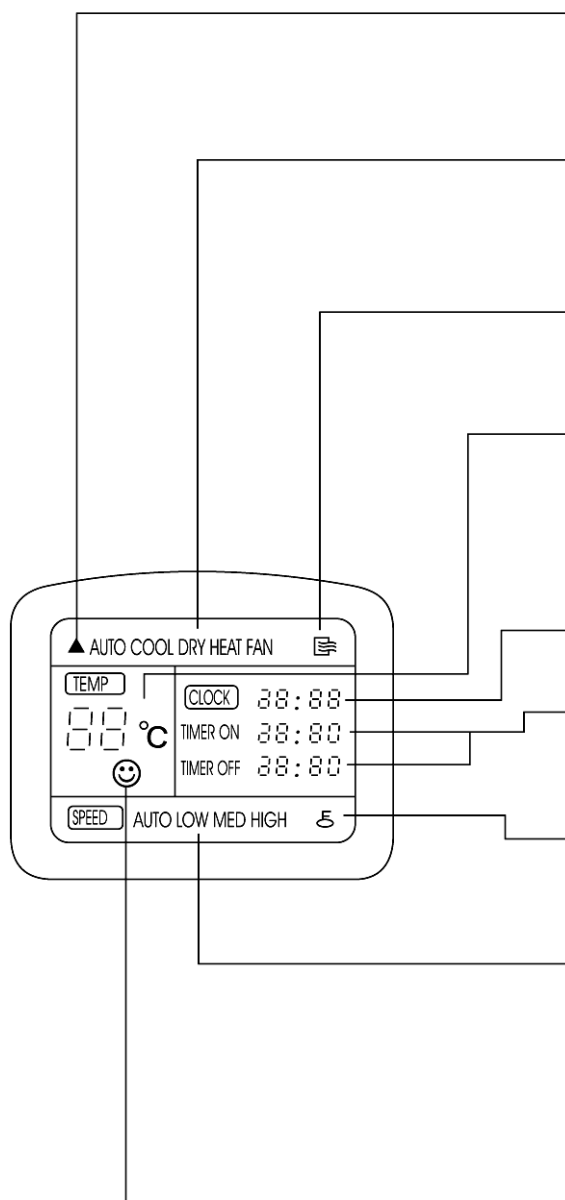 ▲ AUTO COOL DRY HEAT FAN
TEMP
88 °C
CLOCK 88:88
TIMER ON 88:80
TIMER OFF 88:80
SPEED AUTO LOW MED HIGH